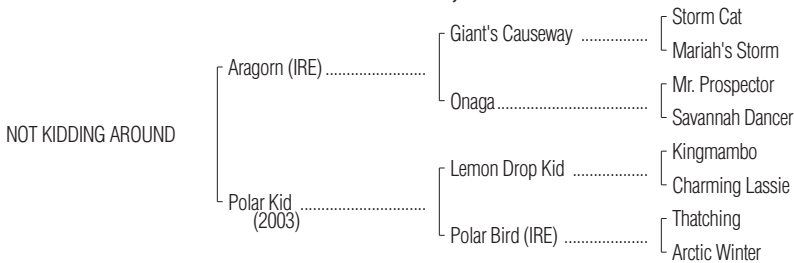 Storm Cat
Giant's Causeway ................
Mariah's Storm
Aragorn (IRE) ........................
Mr. Prospector
Onaga ....................................
Savannah Dancer
NOT KIDDING AROUND
Kingmambo
Lemon Drop Kid ..................
Charming Lassie
Polar Kid ..............................
(2003)
Thatching
Polar Bird (IRE) ....................
Arctic Winter